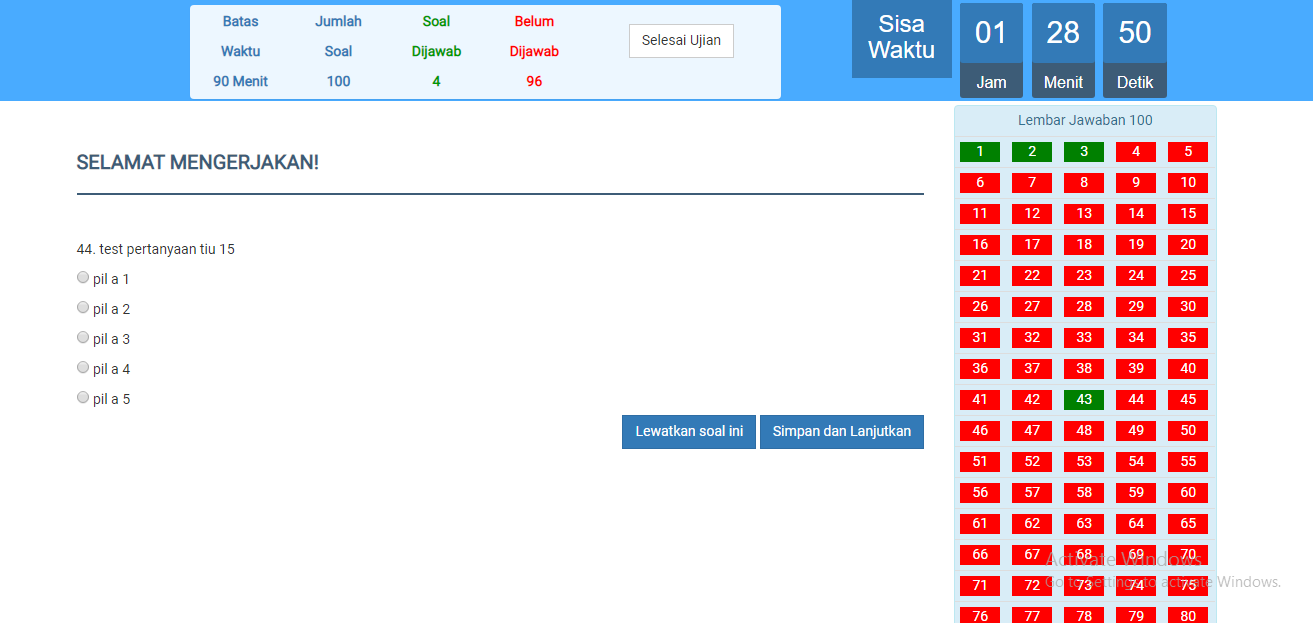 Batas Jumlah Soal Belum
Waktu Soal Dijawab Dijawab
90 Menit 100 4 96
Selesai Ujian
Sisa
Waktu
01 28 50
Jam Menit Detik
SELAMAT MENGERJAKAN!
44. test pertanyaan tiu 15
pil a 1
pil a 2
pil a 3
pil a 4
pil a 5
Lewatkan soal ini Simpan dan Lanjutkan
Lembar Jawaban 100
1 2 3 4 5
6 7 8 9 10
11 12 13 14 15
16 17 18 19 20
21 22 23 24 25
26 27 28 29 30
31 32 33 34 35
36 37 38 39 40
41 42 43 44 45
46 47 48 49 50
51 52 53 54 55
56 57 58 59 60
61 62 63 64 65
66 67 68 69 70
71 72 73 74 75
76 77 78 79 80
Activate Windows
Go to Settings to activate Windows.